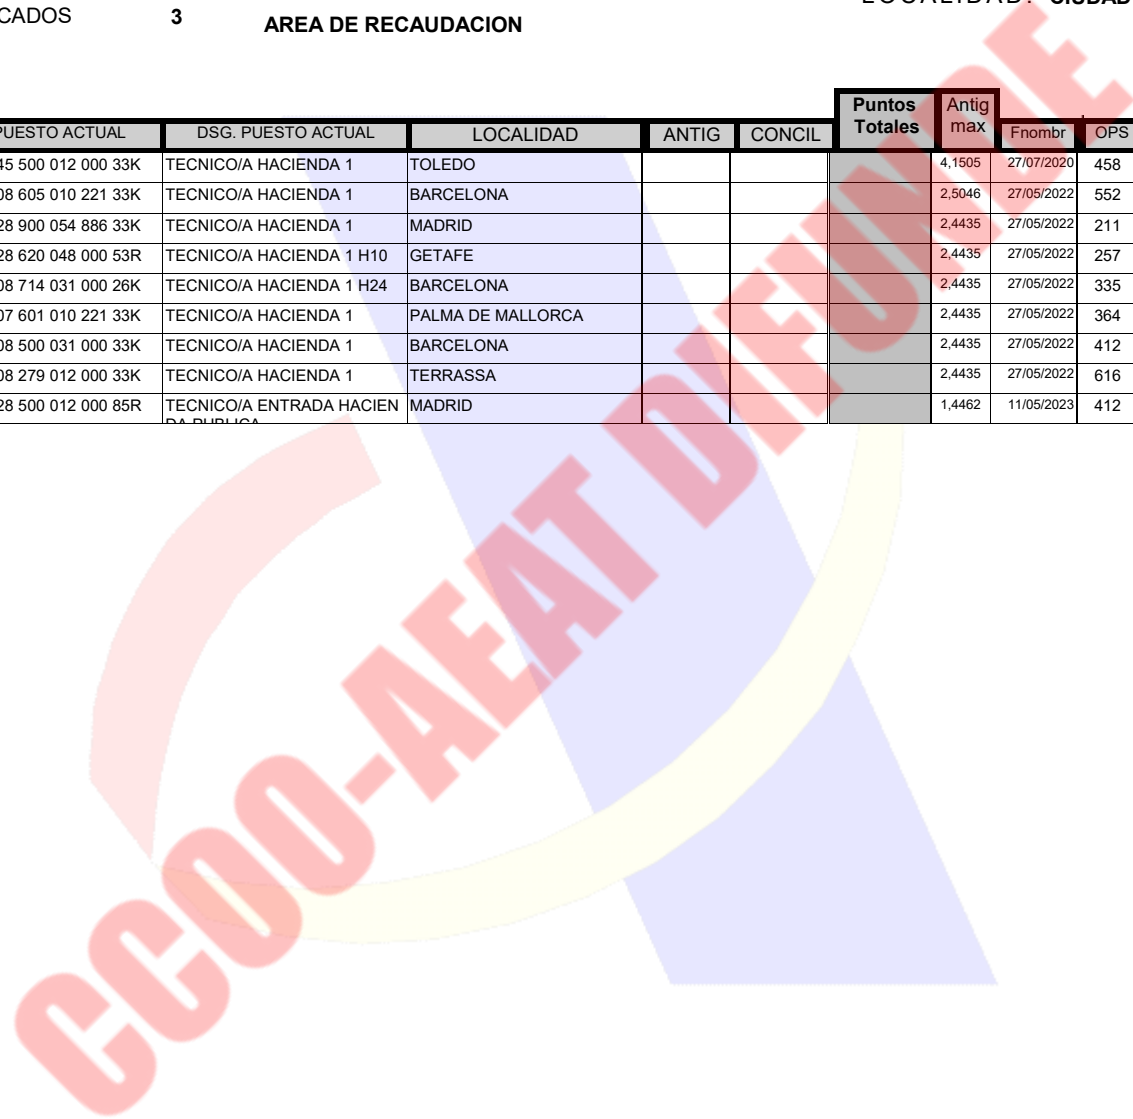 CADOS 3 AREA DE RECAUDACION
Puntos Totales Antig max
PUESTO ACTUAL DSG. PUESTO ACTUAL LOCALIDAD ANTIG CONCIL Fnombr OPS
45 500 012 000 33K TECNICO/A HACIENDA 1 TOLEDO 4,1505 27/07/2020 458
08 605 010 221 33K TECNICO/A HACIENDA 1 BARCELONA 2,5046 27/05/2022 552
28 900 054 886 33K TECNICO/A HACIENDA 1 MADRID 2,4435 27/05/2022 211
28 620 048 000 53R TECNICO/A HACIENDA 1 H10 GETAFE 2,4435 27/05/2022 257
08 714 031 000 26K TECNICO/A HACIENDA 1 H24 BARCELONA 2,4435 27/05/2022 335
07 601 010 221 33K TECNICO/A HACIENDA 1 PALMA DE MALLORCA 2,4435 27/05/2022 364
08 500 031 000 33K TECNICO/A HACIENDA 1 BARCELONA 2,4435 27/05/2022 412
08 279 012 000 33K TECNICO/A HACIENDA 1 TERRASSA 2,4435 27/05/2022 616
28 500 012 000 85R TECNICO/A ENTRADA HACIEN MADRID 1,4462 11/05/2023 412
DA PUBLICA
CCOO-AEAT DIFUNDE